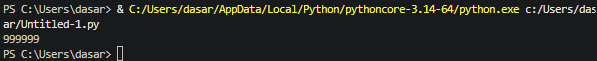 PS C:\Users\dasar> & C:/Users/dasar/AppData/Local/Python/pythoncore-3.14-64/python.exe c:/Users/das
ar/Untitled-1.py
999999
PS C:\Users\dasar>